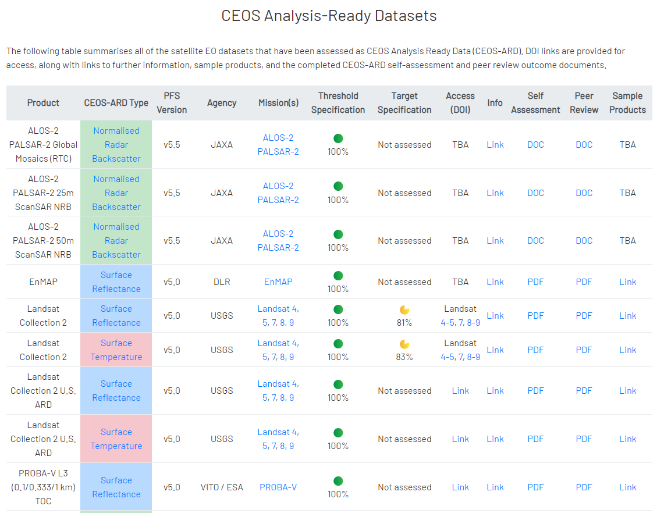 CEOS Analysis-Ready Datasets
The following table summarises all of the satellite EO datasets that have been assessed as CEOS Analysis Ready Data (CEOS-ARD). DOI links are provided for
access, along with links to further information, sample products, and the completed CEOS-ARD self-assessment and peer review outcome documents.
Product CEOS-ARD Type PFS Version Agency Mission(s) Threshold Specification Target Specification Access (DOI) Info Self Assessment Peer Review Sample Products
ALOS-2 PALSAR-2 Global Mosaics (RTC) Normalised Radar Backscatter v5.5 JAXA ALOS-2 PALSAR-2 100% Not assessed TBA Link DOC DOC TBA
ALOS-2 PALSAR-2 25m ScanSAR NRB Normalised Radar Backscatter v5.5 JAXA ALOS-2 PALSAR-2 100% Not assessed TBA Link DOC DOC TBA
ALOS-2 PALSAR-2 50m ScanSAR NRB Normalised Radar Backscatter v5.5 JAXA ALOS-2 PALSAR-2 100% Not assessed TBA Link DOC DOC TBA
EnMAP Surface Reflectance v5.0 DLR EnMAP 100% Not assessed TBA Link PDF PDF Link
Landsat Collection 2 Surface Reflectance v5.0 USGS Landsat 4, 5, 7, 8, 9 100% 81% Landsat 4-5, 7, 8-9 Link PDF PDF Link
Landsat Collection 2 Surface Temperature v5.0 USGS Landsat 4, 5, 7, 8, 9 100% 83% Landsat 4-5, 7, 8-9 Link PDF PDF Link
Landsat Collection 2 U.S. ARD Surface Reflectance v5.0 USGS Landsat 4, 5, 7, 8, 9 100% Not assessed Link Link PDF PDF Link
Landsat Collection 2 U.S. ARD Surface Temperature v5.0 USGS Landsat 4, 5, 7, 8, 9 100% Not assessed Link Link PDF PDF Link
PROBA-V L3 (0.1/0.333/1 km) TOC Surface Reflectance v5.0 VITO / ESA PROBA-V 100% Not assessed Link Link PDF PDF Link